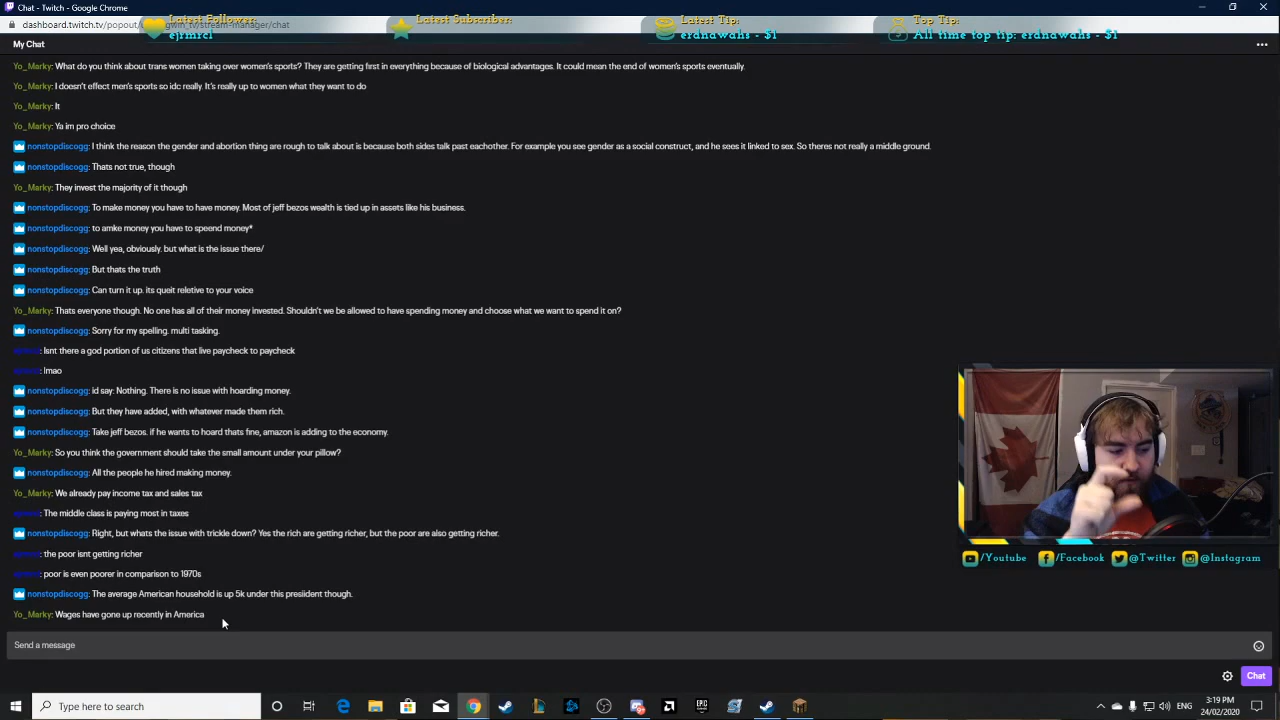 Chat - Twitch - Google Chrome
dashboard.twitch.tv/popout/
/stream-manager/chat
Latest Follower:
ejrmrcl
Latest Subscriber:
Latest Tip:
erdnawahs - $1
Top Tip:
All time top tip: erdnawahs - $1
My Chat
Yo_Marky: What do you think about trans women taking over women's sports? They are getting first in everything because of biological advantages. It could mean the end of women's sports eventually.
Yo_Marky: I doesn't effect men's sports so idc really. It's really up to women what they want to do
Yo_Marky: It
Yo_Marky: Ya im pro choice
nonstopdiscogg: I think the reason the gender and abortion thing are rough to talk about is because both sides talk past eachother. For example you see gender as a social construct, and he sees it linked to sex. So theres not really a middle ground.
nonstopdiscogg: Thats not true, though
Yo_Marky: They invest the majority of it though
nonstopdiscogg: To make money you have to have money. Most of jeff bezos wealth is tied up in assets like his business.
nonstopdiscogg: to amke money you have to speend money*
nonstopdiscogg: Well yea, obviously. but what is the issue there/
nonstopdiscogg: But thats the truth
nonstopdiscogg: Can turn it up. its queit reletive to your voice
Yo_Marky: Thats everyone though. No one has all of their money invested. Shouldn't we be allowed to have spending money and choose what we want to spend it on?
nonstopdiscogg: Sorry for my spelling. multi tasking.
: Isnt there a god portion of us citizens that live paycheck to paycheck
: lmao
nonstopdiscogg: id say: Nothing. There is no issue with hoarding money.
nonstopdiscogg: But they have added, with whatever made them rich.
nonstopdiscogg: Take jeff bezos. if he wants to hoard thats fne, amazon is adding to the economy.
Yo_Marky: So you think the government should take the small amount under your pillow?
nonstopdiscogg: All the people he hired making money.
Yo_Marky: We already pay income tax and sales tax
: The middle class is paying most in taxes
nonstopdiscogg: Right, but whats the issue with trickle down? Yes the rich are getting richer, but the poor are also getting richer.
: the poor isnt getting richer
: poor is even poorer in comparison to 1970s
nonstopdiscogg: The average American household is up 5k under this presiident though.
Yo_Marky: Wages have gone up recently in America
/Youtube /Facebook @Twitter @Instagram
Send a message
Chat
Type here to search
ENG
3:19 PM
24/02/2020